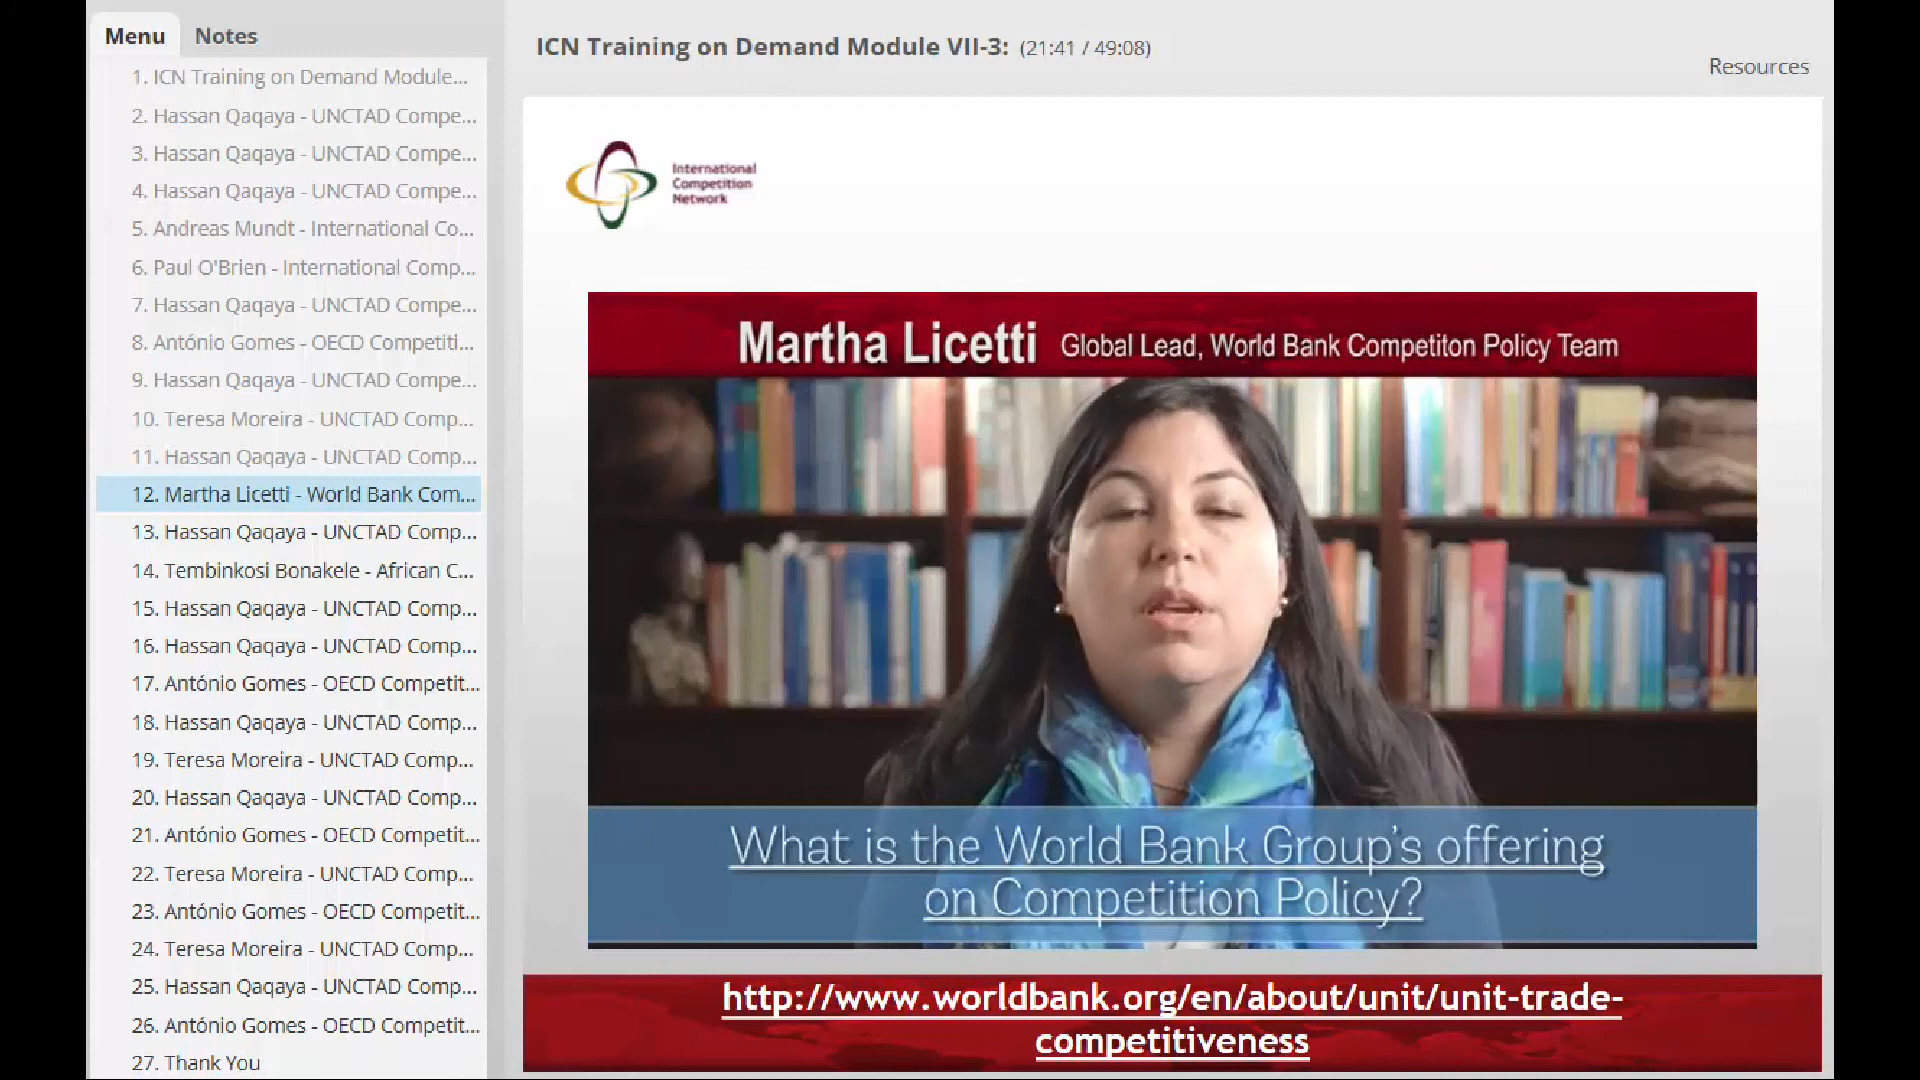 Menu
Notes
1. ICN Training on Demand Module...
2. Hassan Qaqaya - UNCTAD Compe...
3. Hassan Qaqaya - UNCTAD Compe...
4. Hassan Qaqaya - UNCTAD Compe...
5. Andreas Mundt - International Co...
6. Paul O'Brien - International Comp...
7. Hassan Qaqaya - UNCTAD Compe...
8. António Gomes - OECD Competiti...
9. Hassan Qaqaya - UNCTAD Compe...
10. Teresa Moreira - UNCTAD Comp...
11. Hassan Qaqaya - UNCTAD Comp...
12. Martha Licetti - World Bank Com...
13. Hassan Qaqaya - UNCTAD Comp...
14. Tembinkosi Bonakele - African C...
15. Hassan Qaqaya - UNCTAD Comp...
16. Hassan Qaqaya - UNCTAD Comp...
17. António Gomes - OECD Competit...
18. Hassan Qaqaya - UNCTAD Comp...
19. Teresa Moreira - UNCTAD Comp...
20. Hassan Qaqaya - UNCTAD Comp...
21. António Gomes - OECD Competit...
22. Teresa Moreira - UNCTAD Comp...
23. António Gomes - OECD Competit...
24. Teresa Moreira - UNCTAD Comp...
25. Hassan Qaqaya - UNCTAD Comp...
26. António Gomes - OECD Competit...
27. Thank You
ICN Training on Demand Module VII-3: (21:41 / 49:08)
Resources
International
Competition
Network
Martha Licetti Global Lead, World Bank Competiton Policy Team
What is the World Bank Group's offering
on Competition Policy?
http://www.worldbank.org/en/about/unit/unit-trade-
competitiveness